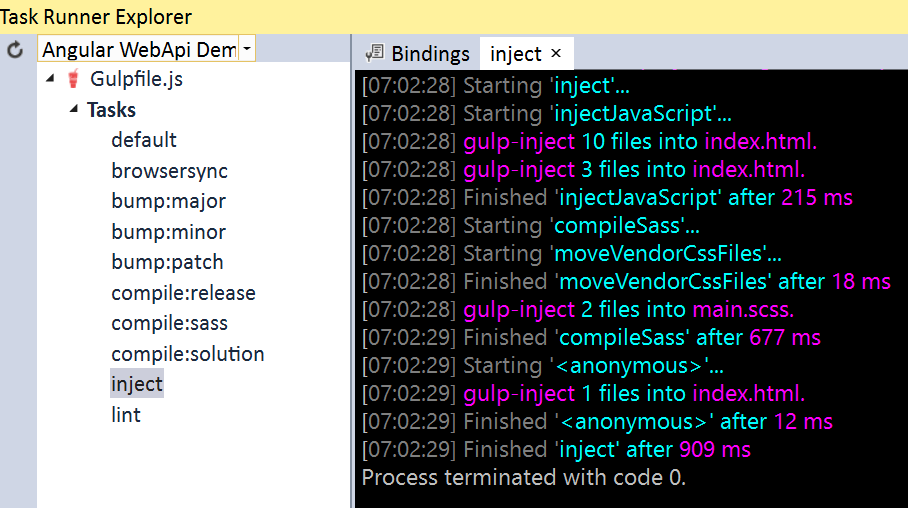 Task Runner Explorer
Angular WebApi Dem
Gulpfile.js
Tasks
default
browsersync
bump:major
bump:minor
bump:patch
compile:release
compile:sass
compile:solution
inject
lint
Bindings inject ×
[07:02:28] Starting 'inject'...
[07:02:28] Starting 'injectJavaScript'...
[07:02:28] gulp-inject 10 files into index.html.
[07:02:28] gulp-inject 3 files into index.html.
[07:02:28] Finished 'injectJavaScript' after 215 ms
[07:02:28] Starting 'compileSass'...
[07:02:28] Starting 'moveVendorCssFiles'...
[07:02:28] Finished 'moveVendorCssFiles' after 18 ms
[07:02:28] gulp-inject 2 files into main.scss.
[07:02:29] Finished 'compileSass' after 677 ms
[07:02:29] Starting '<anonymous>'...
[07:02:29] gulp-inject 1 files into index.html.
[07:02:29] Finished '<anonymous>' after 12 ms
[07:02:29] Finished 'inject' after 909 ms
Process terminated with code 0.